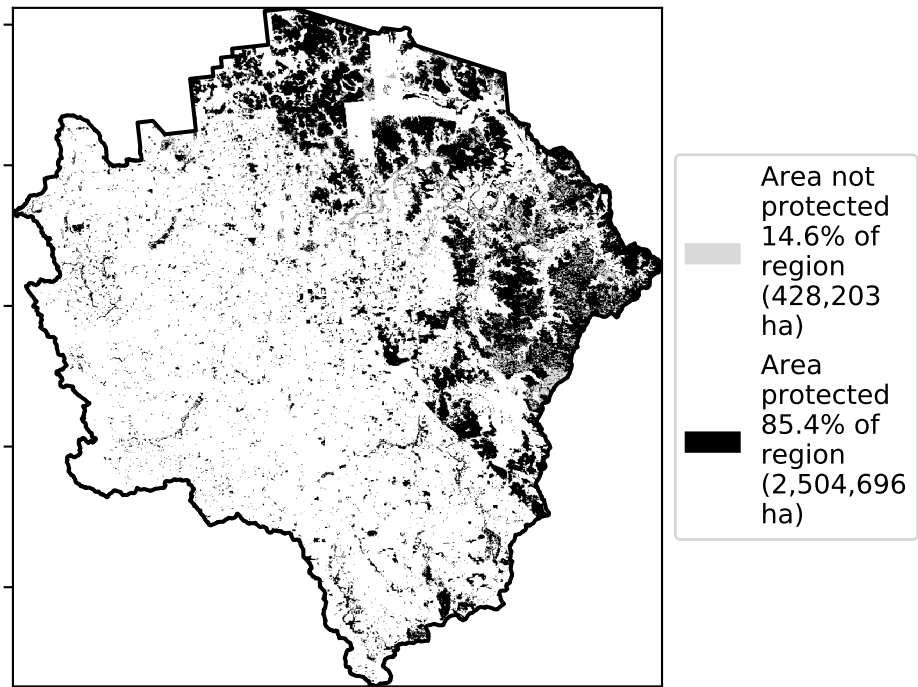 Area not
protected
14.6% of
region
(428,203
ha)
Area
protected
85.4% of
region
(2,504,696
ha)